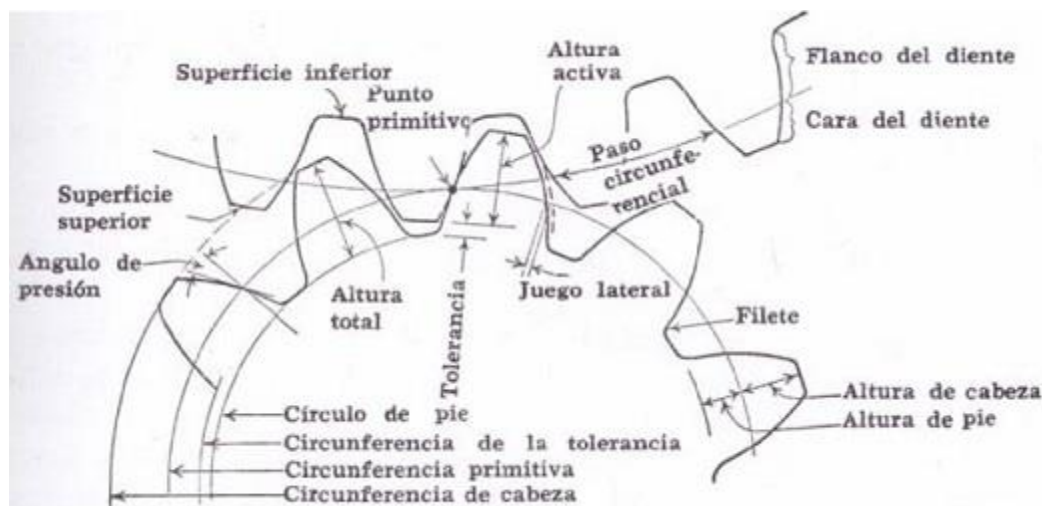 Superficie inferior
Punto
primitivo
Altura
activa
Flanco del diente
Cara del diente
Paso
circunfe-
rencial
Superficie
superior
Angulo de
presión
Altura
total
Tolerancia
Juego lateral
Filete
Altura de cabeza
Altura de pie
Círculo de pie
Circunferencia de la tolerancia
Circunferencia primitiva
Circunferencia de cabeza